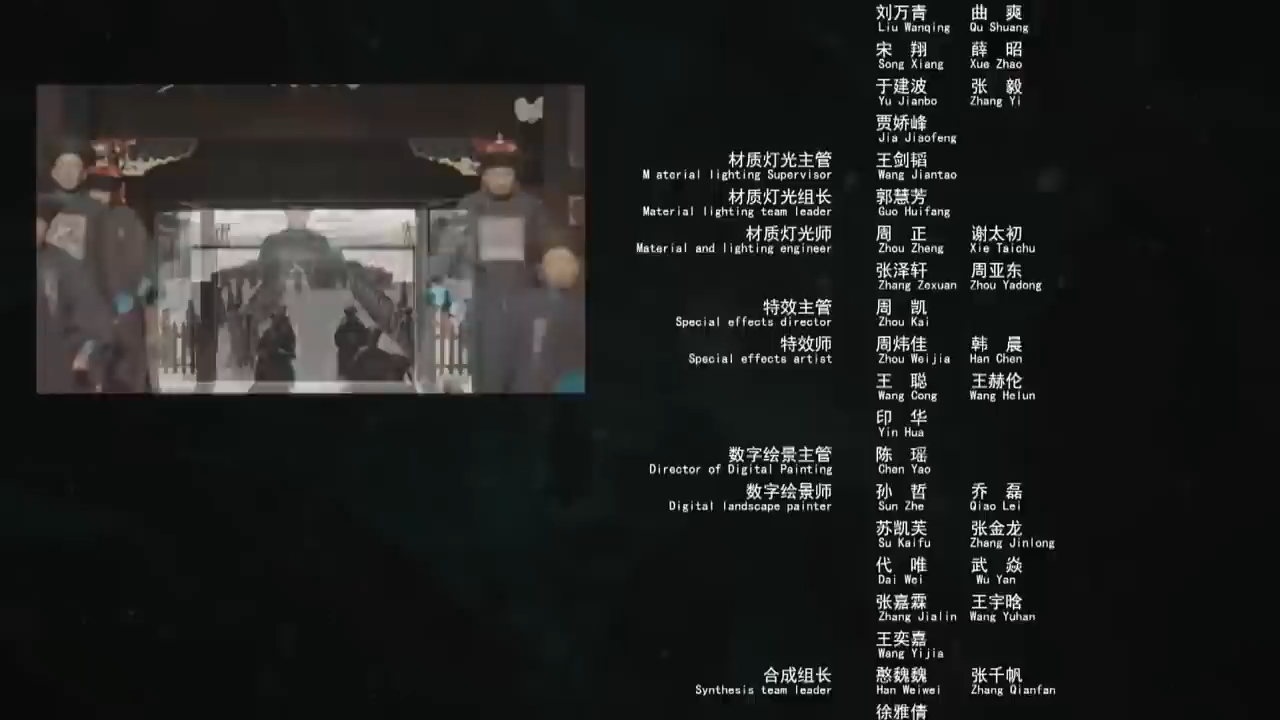 刘万青 曲 爽
Liu Wanqing Qu Shuang
宋 翔 薛 昭
Song Xiang Xue Zhao
于建波 张 毅
Yu Jianbo Zhang Yi
贾娇峰
Jia Jiaofeng
材质灯光主管 王剑韬
M aterial lighting Supervisor Wang Jiantao
材质灯光组长 郭慧芳
Material lighting team leader Guo Huifang
材质灯光师 周 正 谢太初
Material and lighting engineer Zhou Zheng Xie Taichu
张泽轩 周亚东
Zhang Zexuan Zhou Yadong
特效主管 周 凯
Special effects director Zhou Kai
特效师 周炜佳 韩 晨
Special effects artist Zhou Weijia Han Chen
王 聪 王赫伦
Wang Cong Wang Helun
印 华
Yin Hua
数字绘景主管 陈 瑶
Director of Digital Painting Chen Yao
数字绘景师 孙 哲 乔 磊
Digital landscape painter Sun Zhe Qiao Lei
苏凯芙 张金龙
Su Kaifu Zhang Jinlong
代 唯 武 焱
Dai Wei Wu Yan
张嘉霖 王宇晗
Zhang Jialin Wang Yuhan
王奕嘉
Wang Yijia
合成组长 憨魏魏 张千帆
Synthesis team leader Han Weiwei Zhang Qianfan
徐雅倩